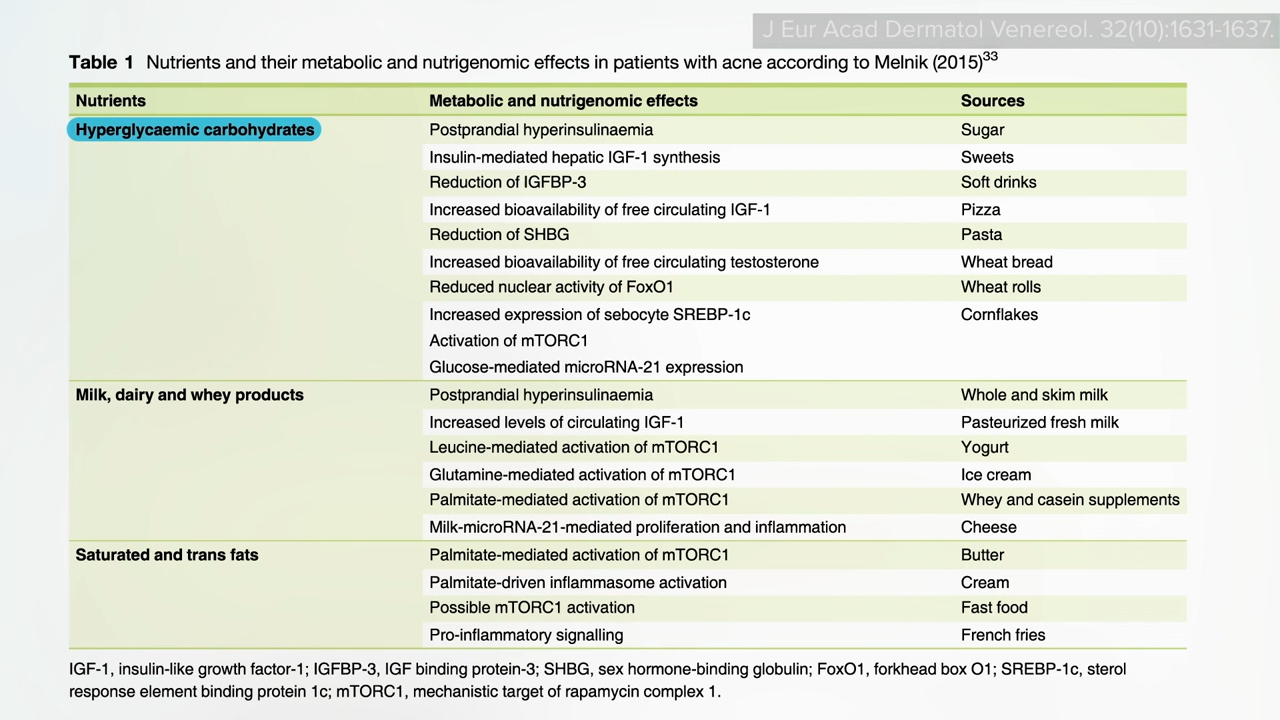 J Eur Acad Dermatol Venereol. 32(10):1631-1637.
Table 1 Nutrients and their metabolic and nutrigenomic effects in patients with acne according to Melnik (2015)33
Nutrients Metabolic and nutrigenomic effects Sources
Hyperglycaemic carbohydrates Postprandial hyperinsulinaemia Sugar
Insulin-mediated hepatic IGF-1 synthesis Sweets
Reduction of IGFBP-3 Soft drinks
Increased bioavailability of free circulating IGF-1 Pizza
Reduction of SHBG Pasta
Increased bioavailability of free circulating testosterone Wheat bread
Reduced nuclear activity of FoxO1 Wheat rolls
Increased expression of sebocyte SREBP-1c Cornflakes
Activation of mTORC1
Glucose-mediated microRNA-21 expression
Milk, dairy and whey products Postprandial hyperinsulinaemia Whole and skim milk
Increased levels of circulating IGF-1 Pasteurized fresh milk
Leucine-mediated activation of mTORC1 Yogurt
Glutamine-mediated activation of mTORC1 Ice cream
Palmitate-mediated activation of mTORC1 Whey and casein supplements
Milk-microRNA-21-mediated proliferation and inflammation Cheese
Saturated and trans fats Palmitate-mediated activation of mTORC1 Butter
Palmitate-driven inflammasome activation Cream
Possible mTORC1 activation Fast food
Pro-inflammatory signalling French fries
IGF-1, insulin-like growth factor-1; IGFBP-3, IGF binding protein-3; SHBG, sex hormone-binding globulin; FoxO1, forkhead box O1; SREBP-1c, sterol
response element binding protein 1c; mTORC1, mechanistic target of rapamycin complex 1.